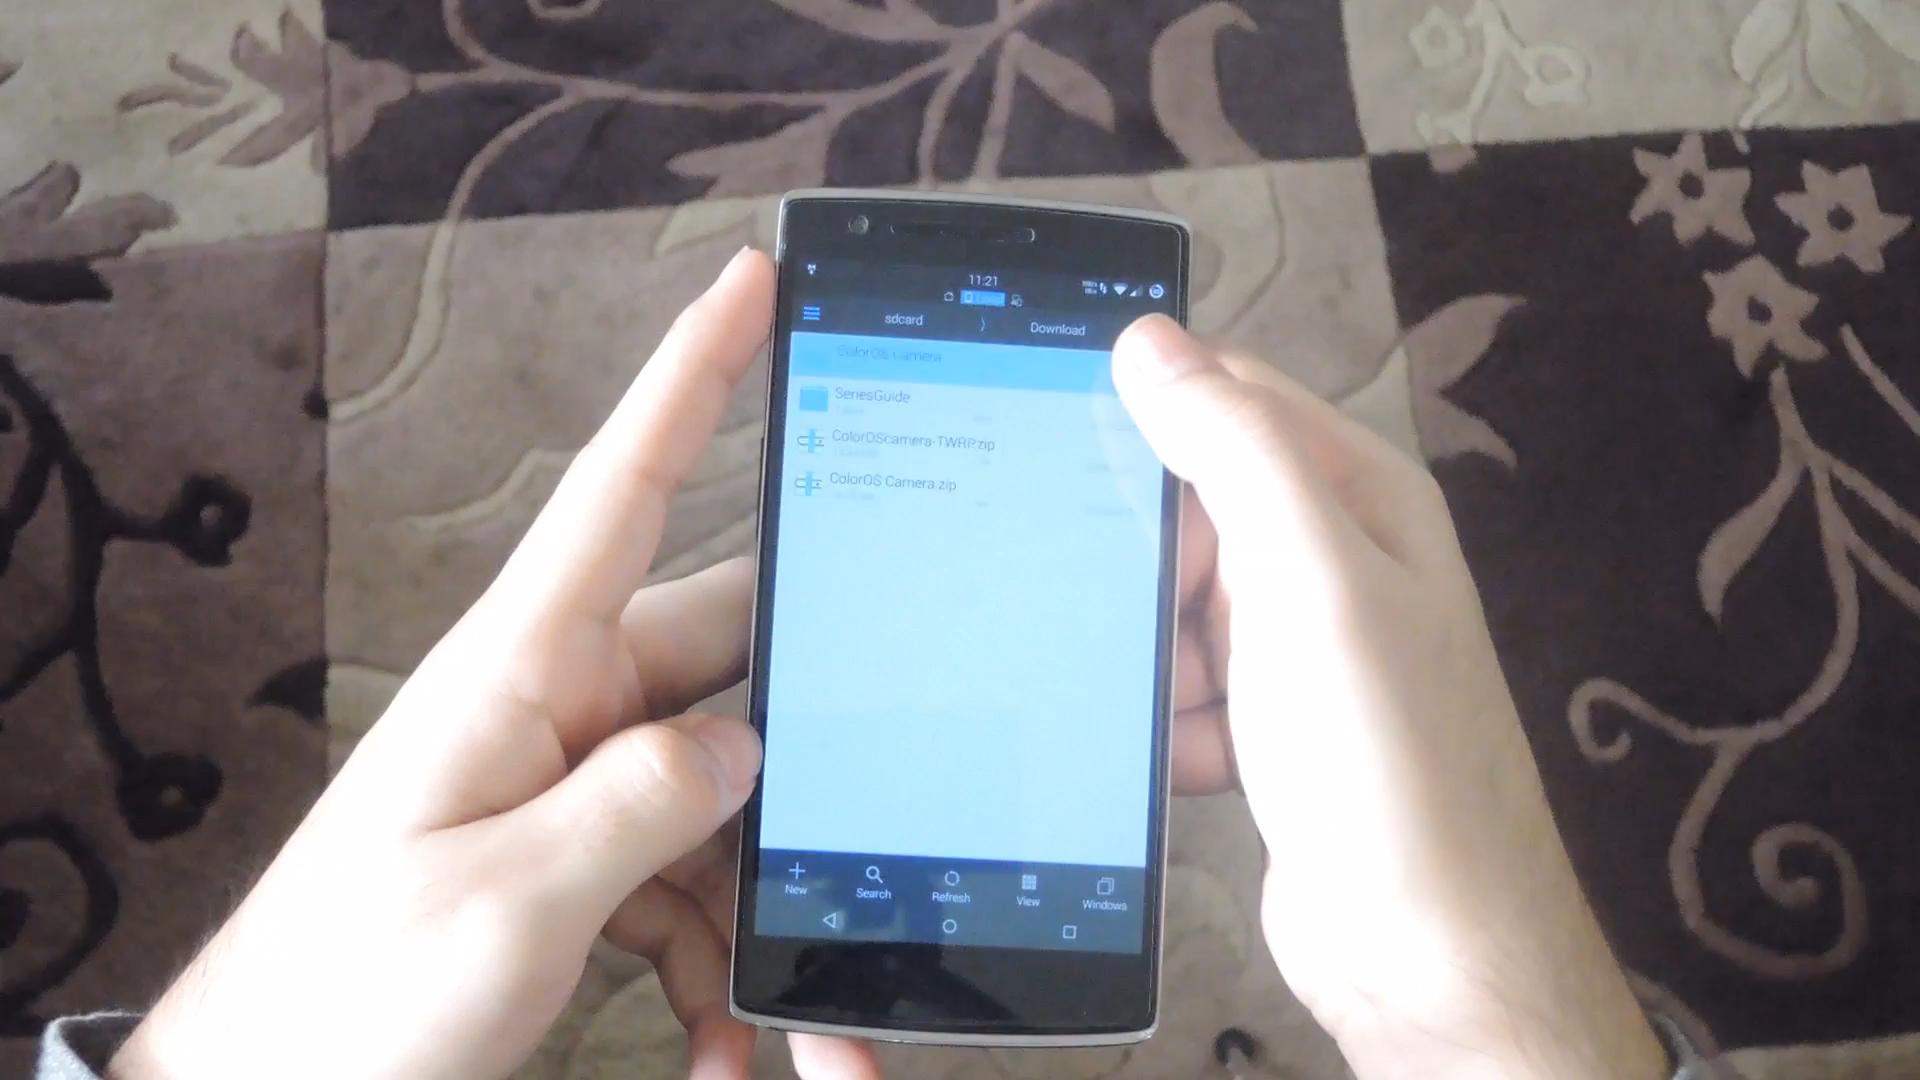 11:21
sdcard
Download
ColorOS Camera
SeriesGuide
ColorOScamera-TWRP.zip
ColorOS Camera.zip
New
Search
Refresh
View
Windows